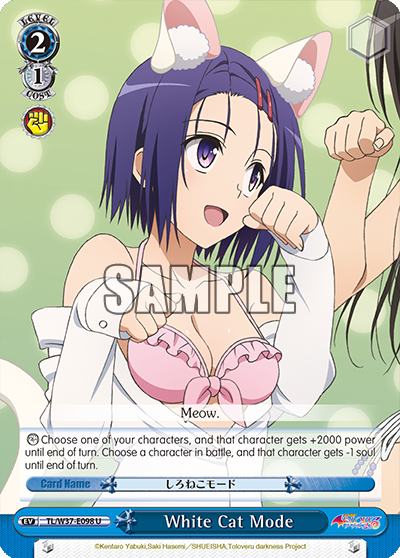 LEVEL
2
1
COST
SAMPLE
Meow.
Choose one of your characters, and that character gets +2000 power
until end of turn. Choose a character in battle, and that character gets -1 soul
until end of turn.
Card Name
しろねこモード
EV TL/W37-E098 U
White Cat Mode
©Kentaro Yabuki,Saki Hasemi／SHUEISHA,Toloveru darkness Project